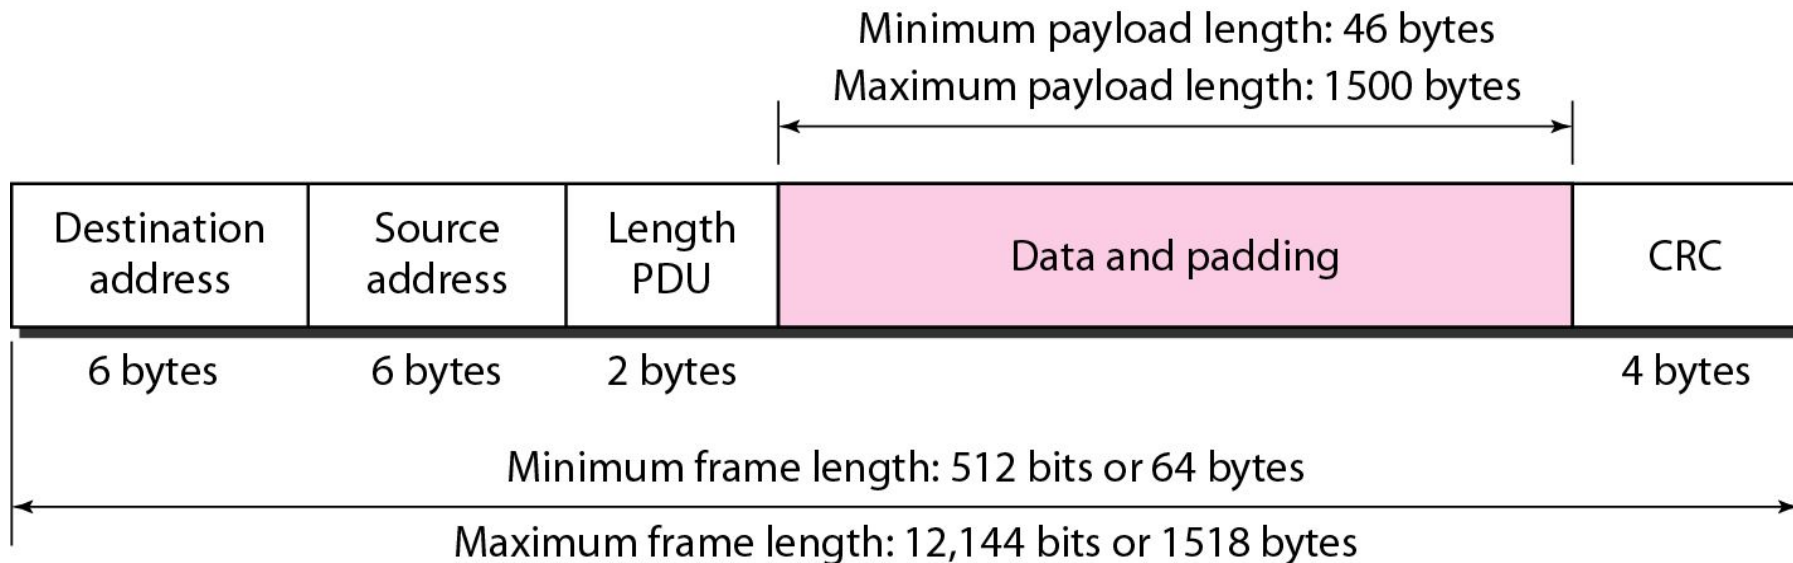 Minimum payload length: 46 bytes
Maximum payload length: 1500 bytes
Destination
address
Source
address
Length
PDU
Data and padding
CRC
6 bytes
6 bytes
2 bytes
4 bytes
Minimum frame length: 512 bits or 64 bytes
Maximum frame length: 12,144 bits or 1518 bytes